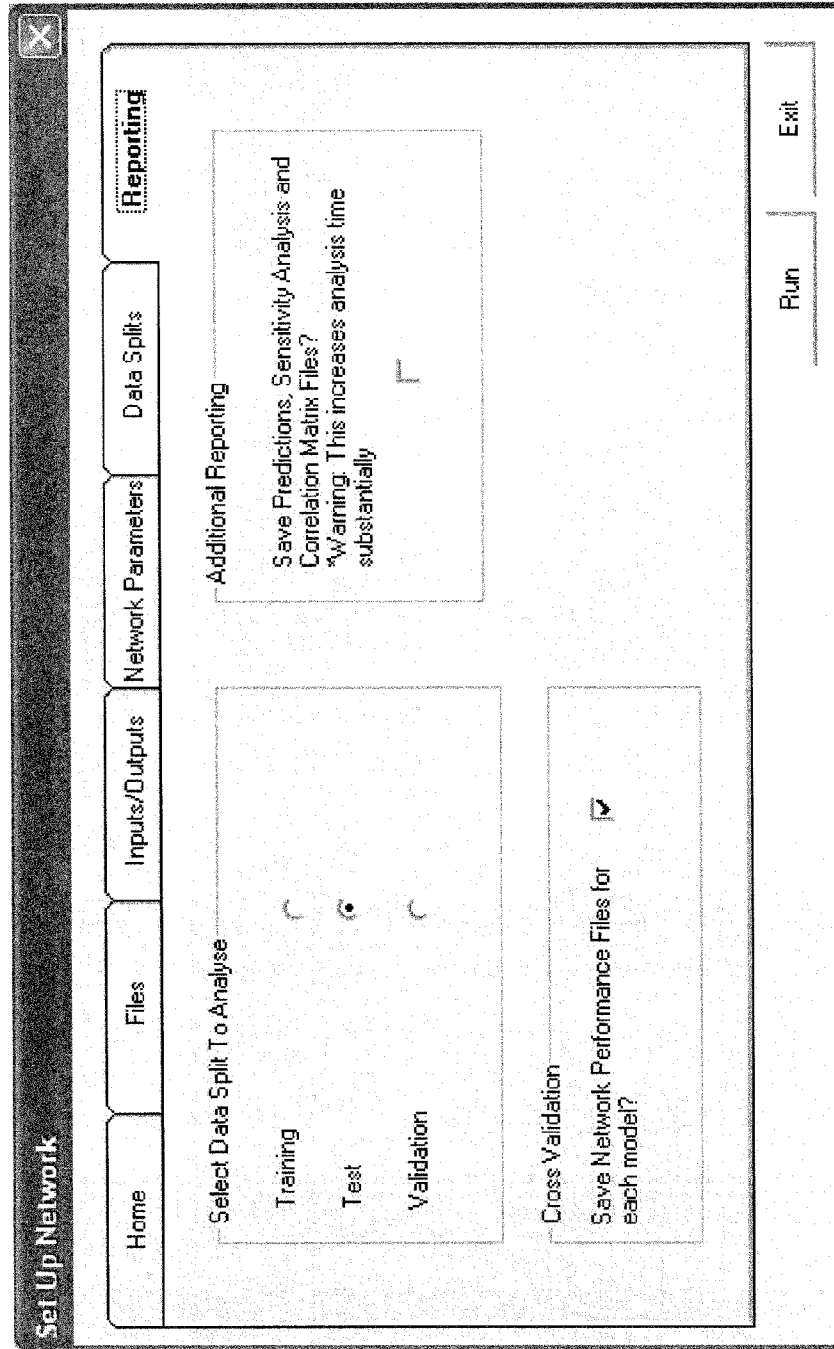 Set Up Network
Home
Files
Inputs/Outputs
Network Parameters
Data Splits
Reporting
Select Data Split To Analyse
Training
Test
Validation
Additional Reporting
Save Predictions, Sensitivity Analysis and
Correlation Matrix Files?
*Warning: This increases analysis time
substantially
Cross Validation
Save Network Performance Files for
each model?
Run
Exit